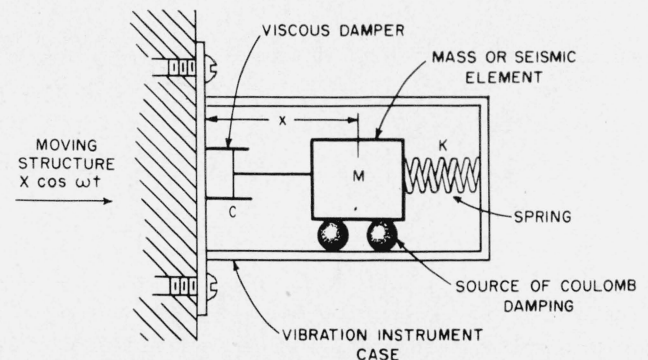 VISCOUS DAMPER
MASS OR SEISMIC
ELEMENT
X
K
MOVING
STRUCTURE
X COS ωt
M
C
SPRING
SOURCE OF COULOMB
DAMPING
VIBRATION INSTRUMENT
CASE